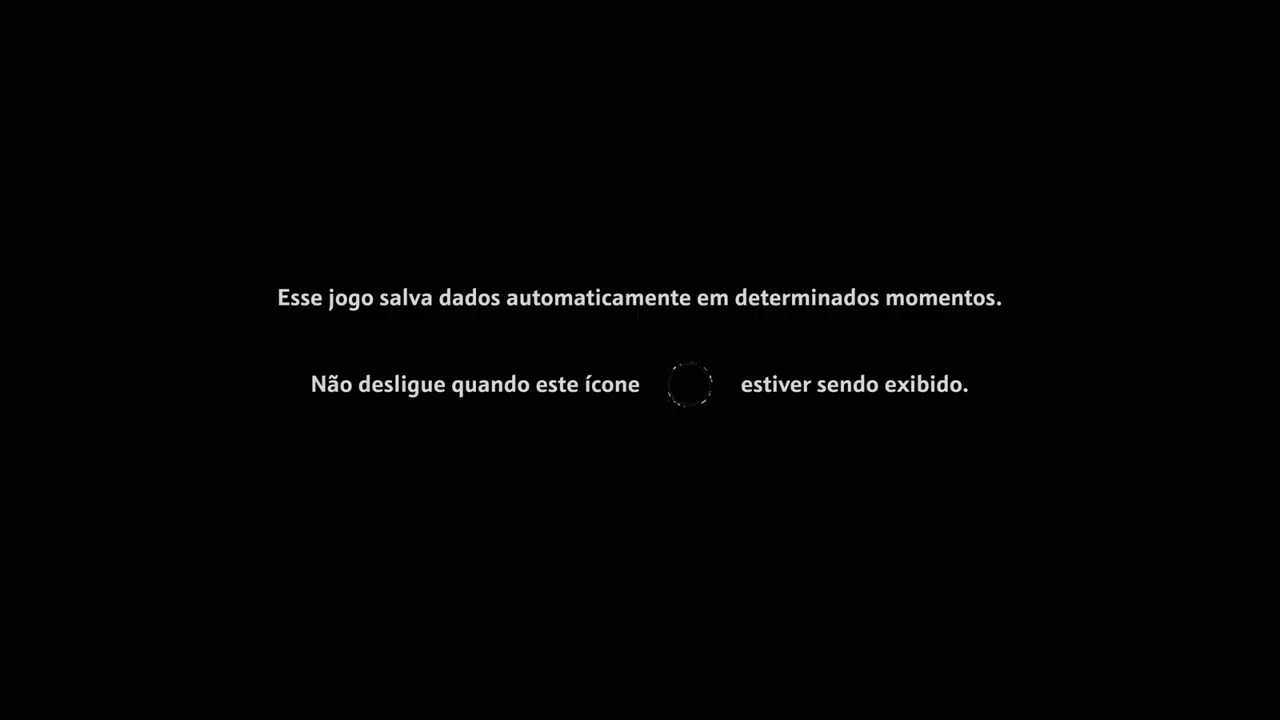 Esse jogo salva dados automaticamente em determinados momentos.
Não desligue quando este ícone estiver sendo exibido.